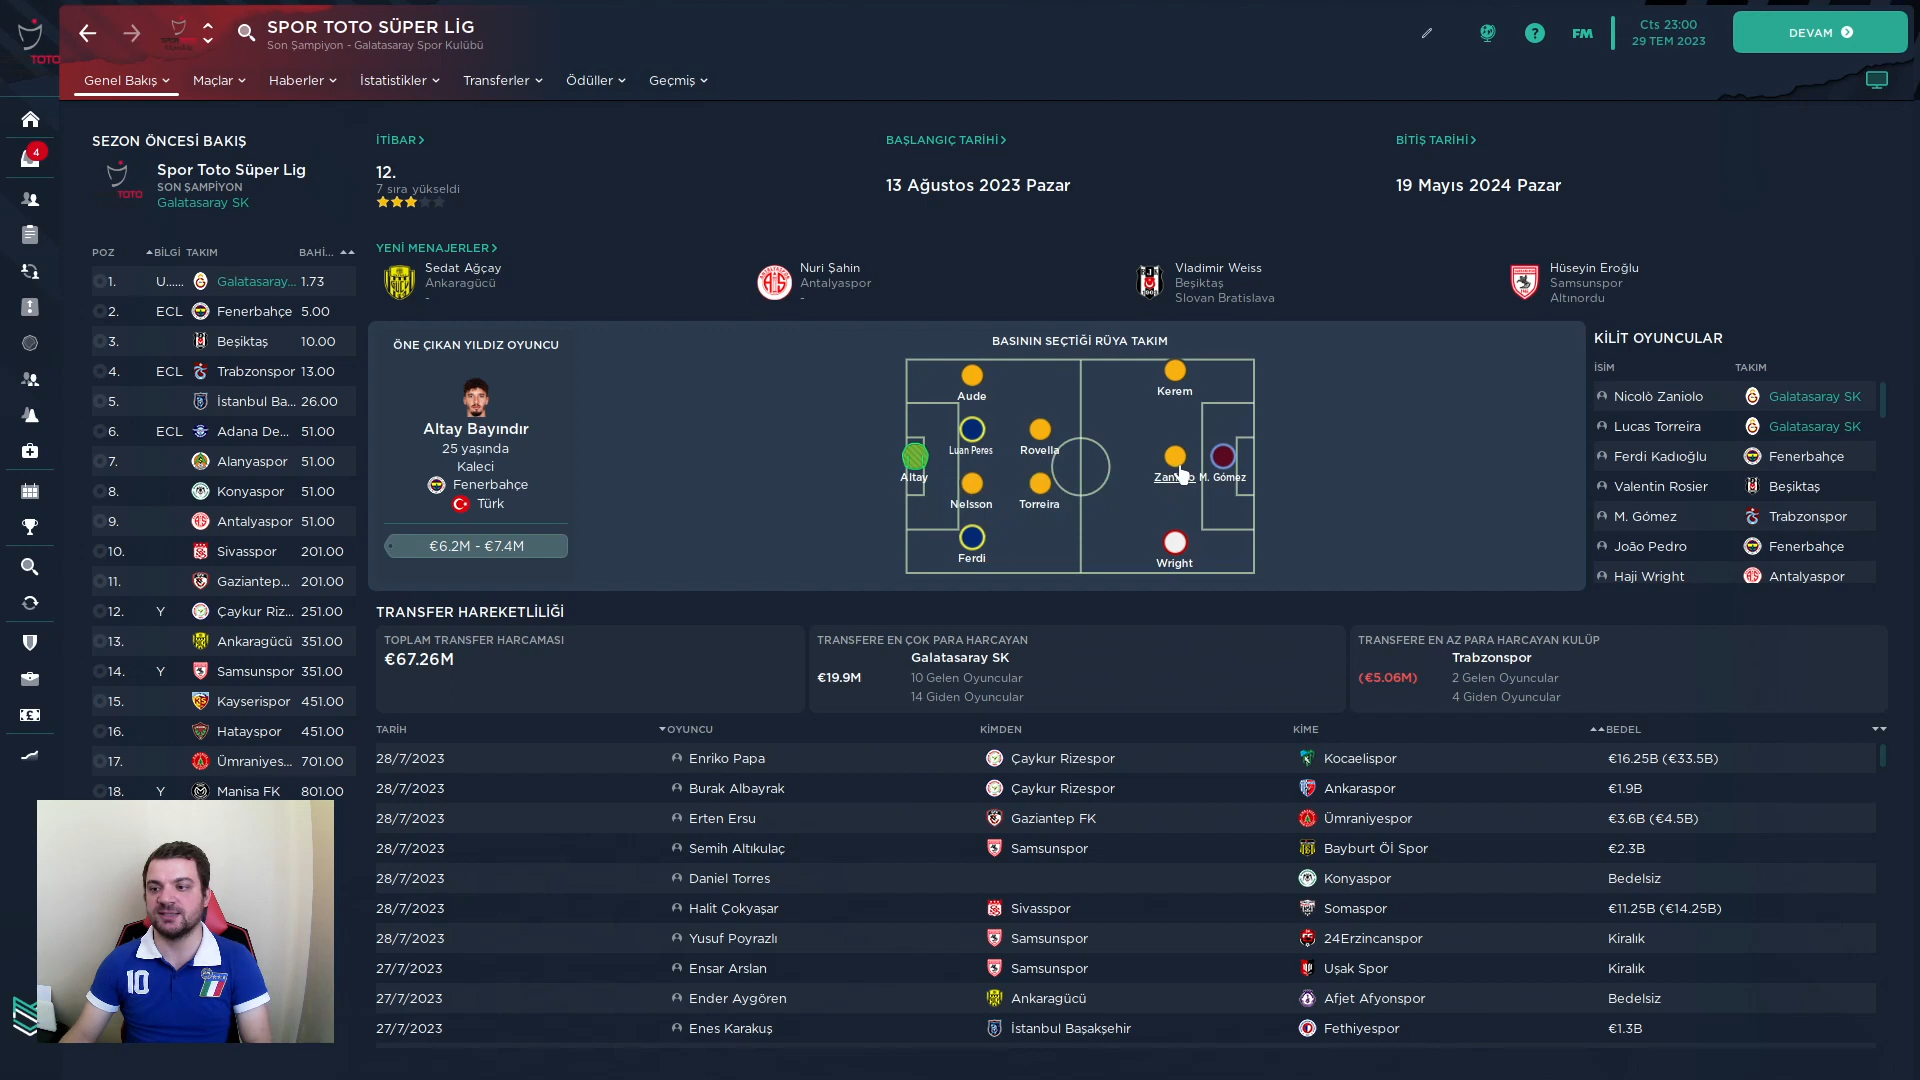 SPOR TOTO SÜPER LİG
Son Şampiyon - Galatasaray Spor Kulübü
FM
Cts 23:00
29 TEM 2023
DEVAM
TOTO
Genel Bakış
Maçlar
Haberler
İstatistikler
Transferler
Ödüller
Geçmiş
4
SEZON ÖNCESİ BAKIŞ
Spor Toto Süper Lig
SON ŞAMPİYON
Galatasaray SK
TOTO
İTİBAR
12.
7 sıra yükseldi
BAŞLANGIÇ TARİHİ
13 Ağustos 2023 Pazar
BİTİŞ TARİHİ
19 Mayıs 2024 Pazar
YENİ MENAJERLER
Sedat Ağçay
Ankaragücü
-
Nuri Şahin
Antalyaspor
-
Vladimir Weiss
Beşiktaş
Slovan Bratislava
Hüseyin Eroğlu
Samsunspor
Altınordu
POZ BİLGİ TAKIM BAHİ...
1. U...... Galatasaray... 1.73
2. ECL Fenerbahçe 5.00
3. Beşiktaş 10.00
4. ECL Trabzonspor 13.00
5. İstanbul Ba... 26.00
6. ECL Adana De... 51.00
7. Alanyaspor 51.00
8. Konyaspor 51.00
9. Antalyaspor 51.00
10. Sivasspor 201.00
11. Gaziantep... 201.00
12. Y Çaykur Riz... 251.00
13. Ankaragücü 351.00
14. Y Samsunspor 351.00
15. Kayserispor 451.00
16. Hatayspor 451.00
17. Ümraniyes... 701.00
18. Y Manisa FK 801.00
ÖNE ÇIKAN YILDIZ OYUNCU
Altay Bayındır
25 yaşında
Kaleci
Fenerbahçe
Türk
€6.2M - €7.4M
BASININ SEÇTİĞİ RÜYA TAKIM
Aude
Kerem
Luan Peres
Rovella
Altay
M. Gómez
Nelsson
Torreira
Ferdi
Wright
KİLİT OYUNCULAR
İSİM TAKIM
Nicolò Zaniolo Galatasaray SK
Lucas Torreira Galatasaray SK
Ferdi Kadıoğlu Fenerbahçe
Valentin Rosier Beşiktaş
M. Gómez Trabzonspor
João Pedro Fenerbahçe
Haji Wright Antalyaspor
TRANSFER HAREKETLİLİĞİ
TOPLAM TRANSFER HARCAMASI
€67.26M
TRANSFERE EN ÇOK PARA HARCAYAN
Galatasaray SK
€19.9M
10 Gelen Oyuncular
14 Giden Oyuncular
TRANSFERE EN AZ PARA HARCAYAN KULÜP
Trabzonspor
(€5.06M)
2 Gelen Oyuncular
4 Giden Oyuncular
TARİH OYUNCU KİMDEN KİME BEDEL
28/7/2023 Enriko Papa Çaykur Rizespor Kocaelispor €16.25B (€33.5B)
28/7/2023 Burak Albayrak Çaykur Rizespor Ankaraspor €1.9B
28/7/2023 Erten Ersu Gaziantep FK Ümraniyespor €3.6B (€4.5B)
28/7/2023 Semih Altıkulaç Samsunspor Bayburt Öİ Spor €2.3B
28/7/2023 Daniel Torres Konyaspor Bedelsiz
28/7/2023 Halit Çokyaşar Sivasspor Somaspor €11.25B (€14.25B)
28/7/2023 Yusuf Poyrazlı Samsunspor 24Erzincanspor Kiralık
27/7/2023 Ensar Arslan Samsunspor Uşak Spor Kiralık
27/7/2023 Ender Aygören Ankaragücü Afjet Afyonspor Bedelsiz
27/7/2023 Enes Karakuş İstanbul Başakşehir Fethiyespor €1.3B
10